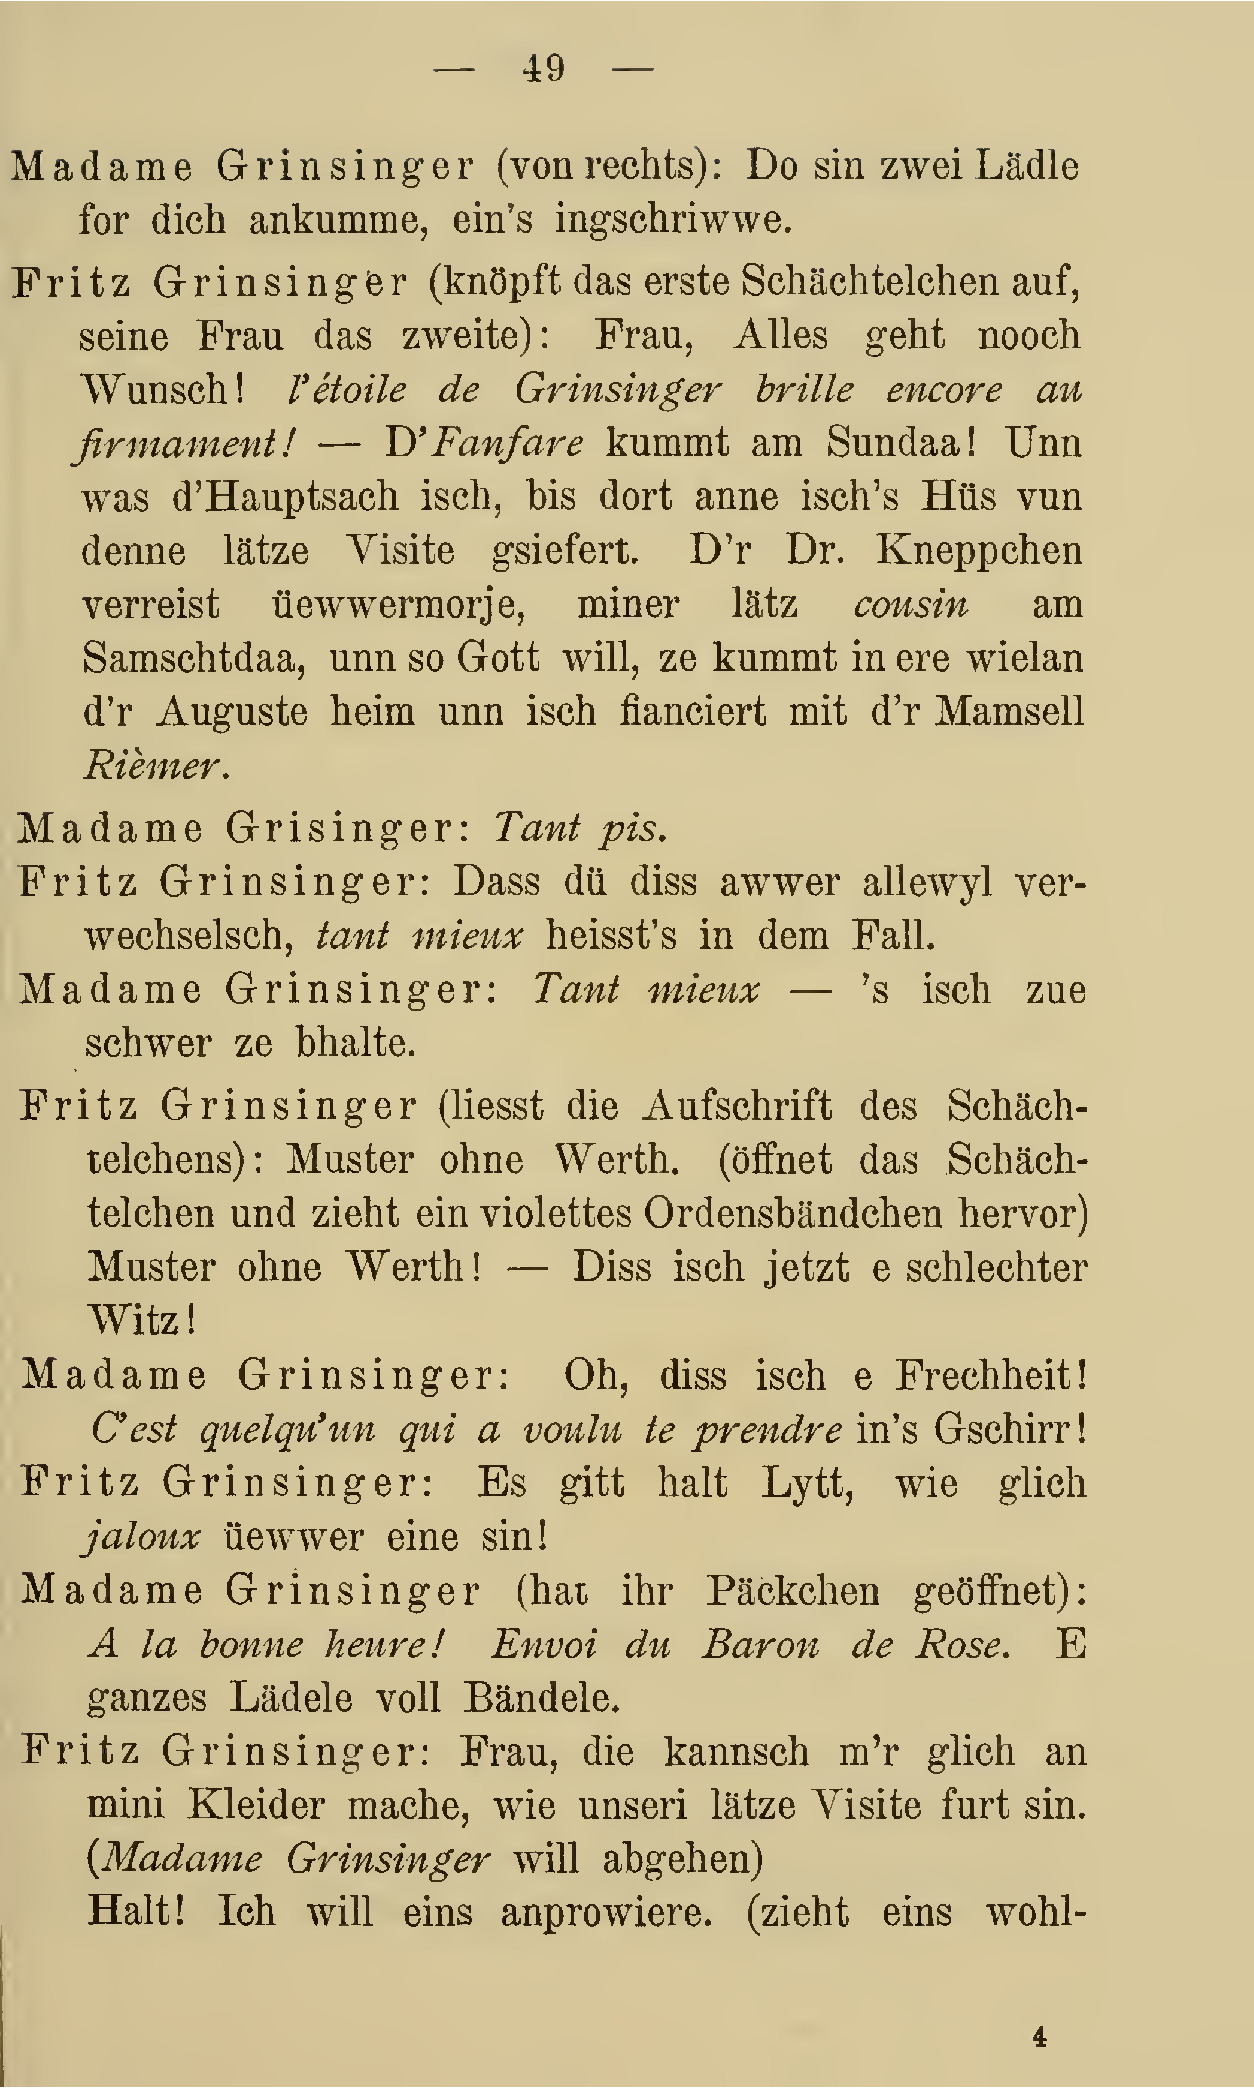 — 49 —
Madame Grinsinger (von rechts): Do sin zwei Lädle
for dich ankumme, ein's ingschriwwe.
Fritz Grinsinger (knöpft das erste Schächtelchen auf,
seine Frau das zweite): Frau, Alles geht nooch
Wunsch! l'étoile de Grinsinger brille encore au
firmament! — D'Fanfare kummt am Sundaa! Unn
was d'Hauptsach isch, bis dort anne isch's Hüs vun
denne lätze Visite gsiefert. D'r Dr. Kneppchen
verreist üewwermorje, miner lätz cousin am
Samschtdaa, unn so Gott will, ze kummt in ere wielan
d'r Auguste heim unn isch fianciert mit d'r Mamsell
Rièmer.
Madame Grisinger: Tant pis.
Fritz Grinsinger: Dass dü diss awwer allewyl ver-
wechselsch, tant mieux heisst's in dem Fall.
Madame Grinsinger: Tant mieux — 's isch zue
schwer ze bhalte.
Fritz Grinsinger (liesst die Aufschrift des Schäch-
telchens): Muster ohne Werth. (öffnet das Schäch-
telchen und zieht ein violettes Ordensbändchen hervor)
Muster ohne Werth! — Diss isch jetzt e schlechter
Witz!
Madame Grinsinger: Oh, diss isch e Frechheit!
C'est quelqu'un qui a voulu te prendre in's Gschirr!
Fritz Grinsinger: Es gitt halt Lytt, wie glich
jaloux üewwer eine sin!
Madame Grinsinger (hat ihr Päckchen geöffnet):
A la bonne heure! Envoi du Baron de Rose. E
ganzes Lädele voll Bändele.
Fritz Grinsinger: Frau, die kannsch m'r glich an
mini Kleider mache, wie unseri lätze Visite furt sin.
(Madame Grinsinger will abgehen)
Halt! Ich will eins anprowiere. (zieht eins wohl-
4